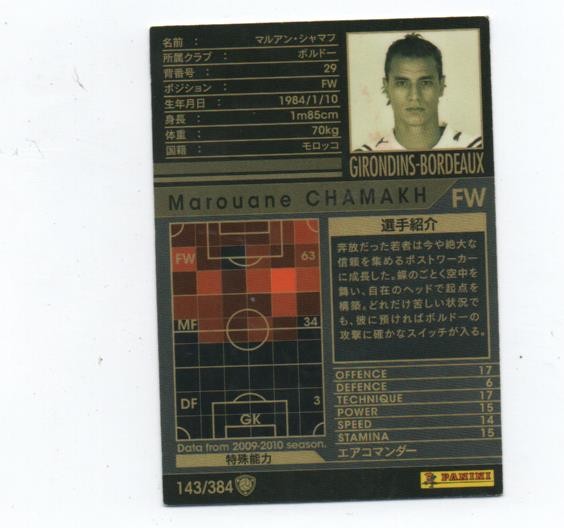 名前 : マルアン・シャマフ
所属クラブ : ボルドー
背番号 : 29
ポジション : FW
生年月日 : 1984/1/10
身長 : 1m85cm
体重 : 70kg
国籍 : モロッコ
GIRONDINS-BORDEAUX
Marouane CHAMAKH FW
FW 63
MF 34
DF 3
GK
Data from 2009-2010 season.
特殊能力
選手紹介
奔放だった若者は今や絶大な
信頼を集めるポストワーカー
に成長した。蝶のごとく空中を
舞い、自在のヘッドで起点を
構築。どれだけ苦しい状況で
も、彼に預ければボルドーの
攻撃に確かなスイッチが入る。
OFFENCE 17
DEFENCE 6
TECHNIQUE 17
POWER 15
SPEED 14
STAMINA 15
エアコマンダー
143/384
PANINI